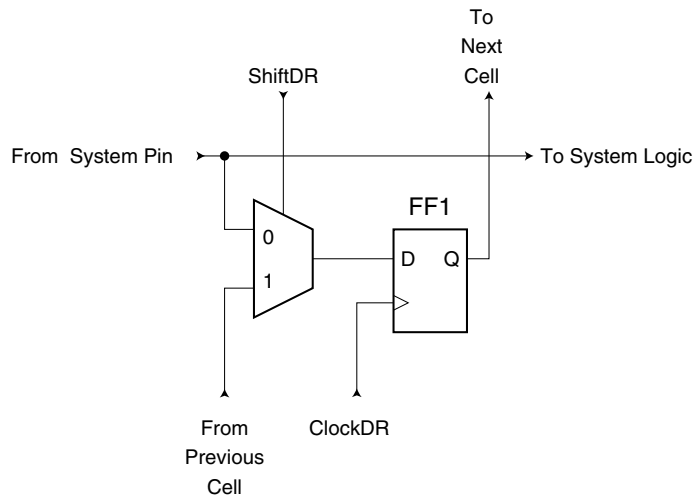 To
Next
Cell
ShiftDR
From System Pin
To System Logic
FF1
0
D Q
1
From
Previous
Cell
ClockDR